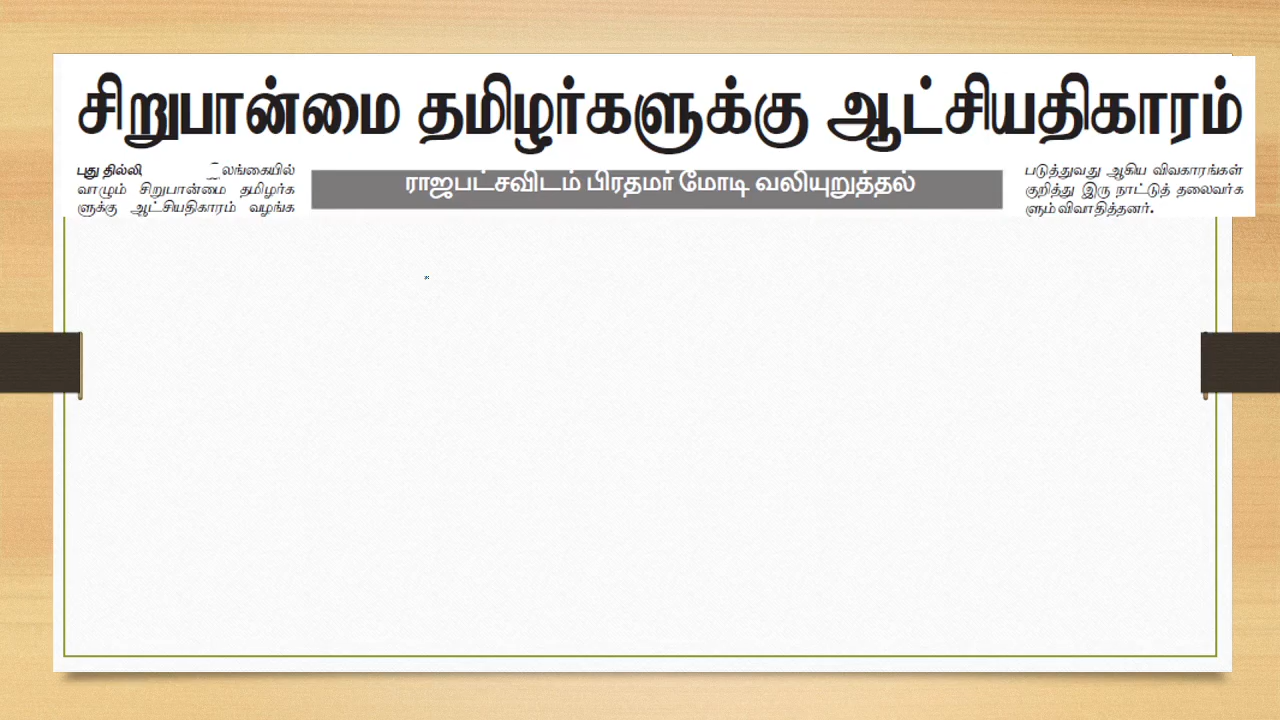 சிறுபான்மை தமிழர்களுக்கு ஆட்சியதிகாரம்
ராஜபட்சவிடம் பிரதமர் மோடி வலியுறுத்தல்
புது தில்லி, இலங்கையில்
வாழும் சிறுபான்மை தமிழர்க
ளுக்கு ஆட்சியதிகாரம் வழங்க
படுத்துவது ஆகிய விவகாரங்கள்
குறித்து இரு நாட்டுத் தலைவர்க
ளும் விவாதித்தனர்.